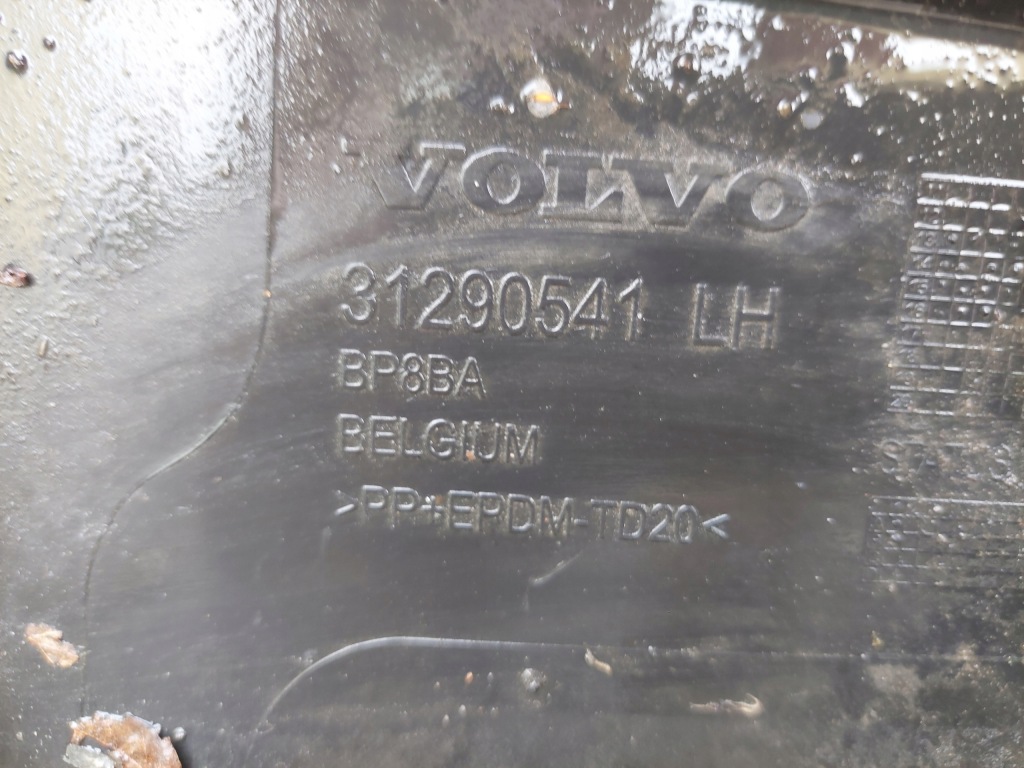 VOLVO
31290541 LH
BP8BA
BELGIUM
>PP+EPDM-TD20<